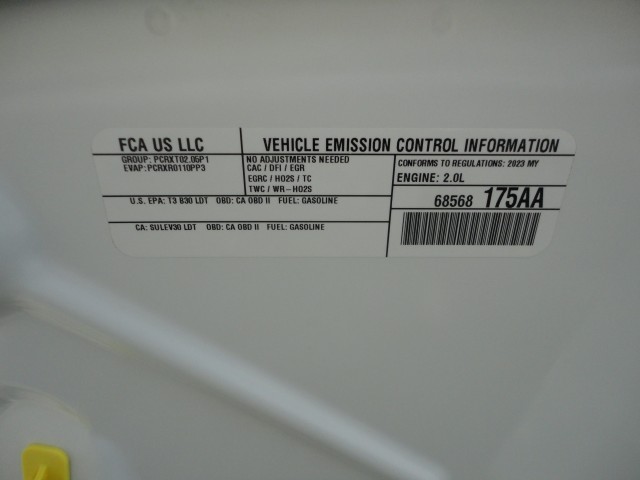 FCA US LLC
VEHICLE EMISSION CONTROL INFORMATION
GROUP: PCRXT02.05P1
EVAP: PCRXR0110PP3
NO ADJUSTMENTS NEEDED
CAC / DFI / EGR
EGRC / HO2S / TC
TWC / WR-HO2S
CONFORMS TO REGULATIONS: 2023 MY
ENGINE: 2.0L
U.S. EPA: T3 B30 LDT OBD: CA OBD II FUEL: GASOLINE
68568 175AA
CA: SULEV30 LDT OBD: CA OBD II FUEL: GASOLINE